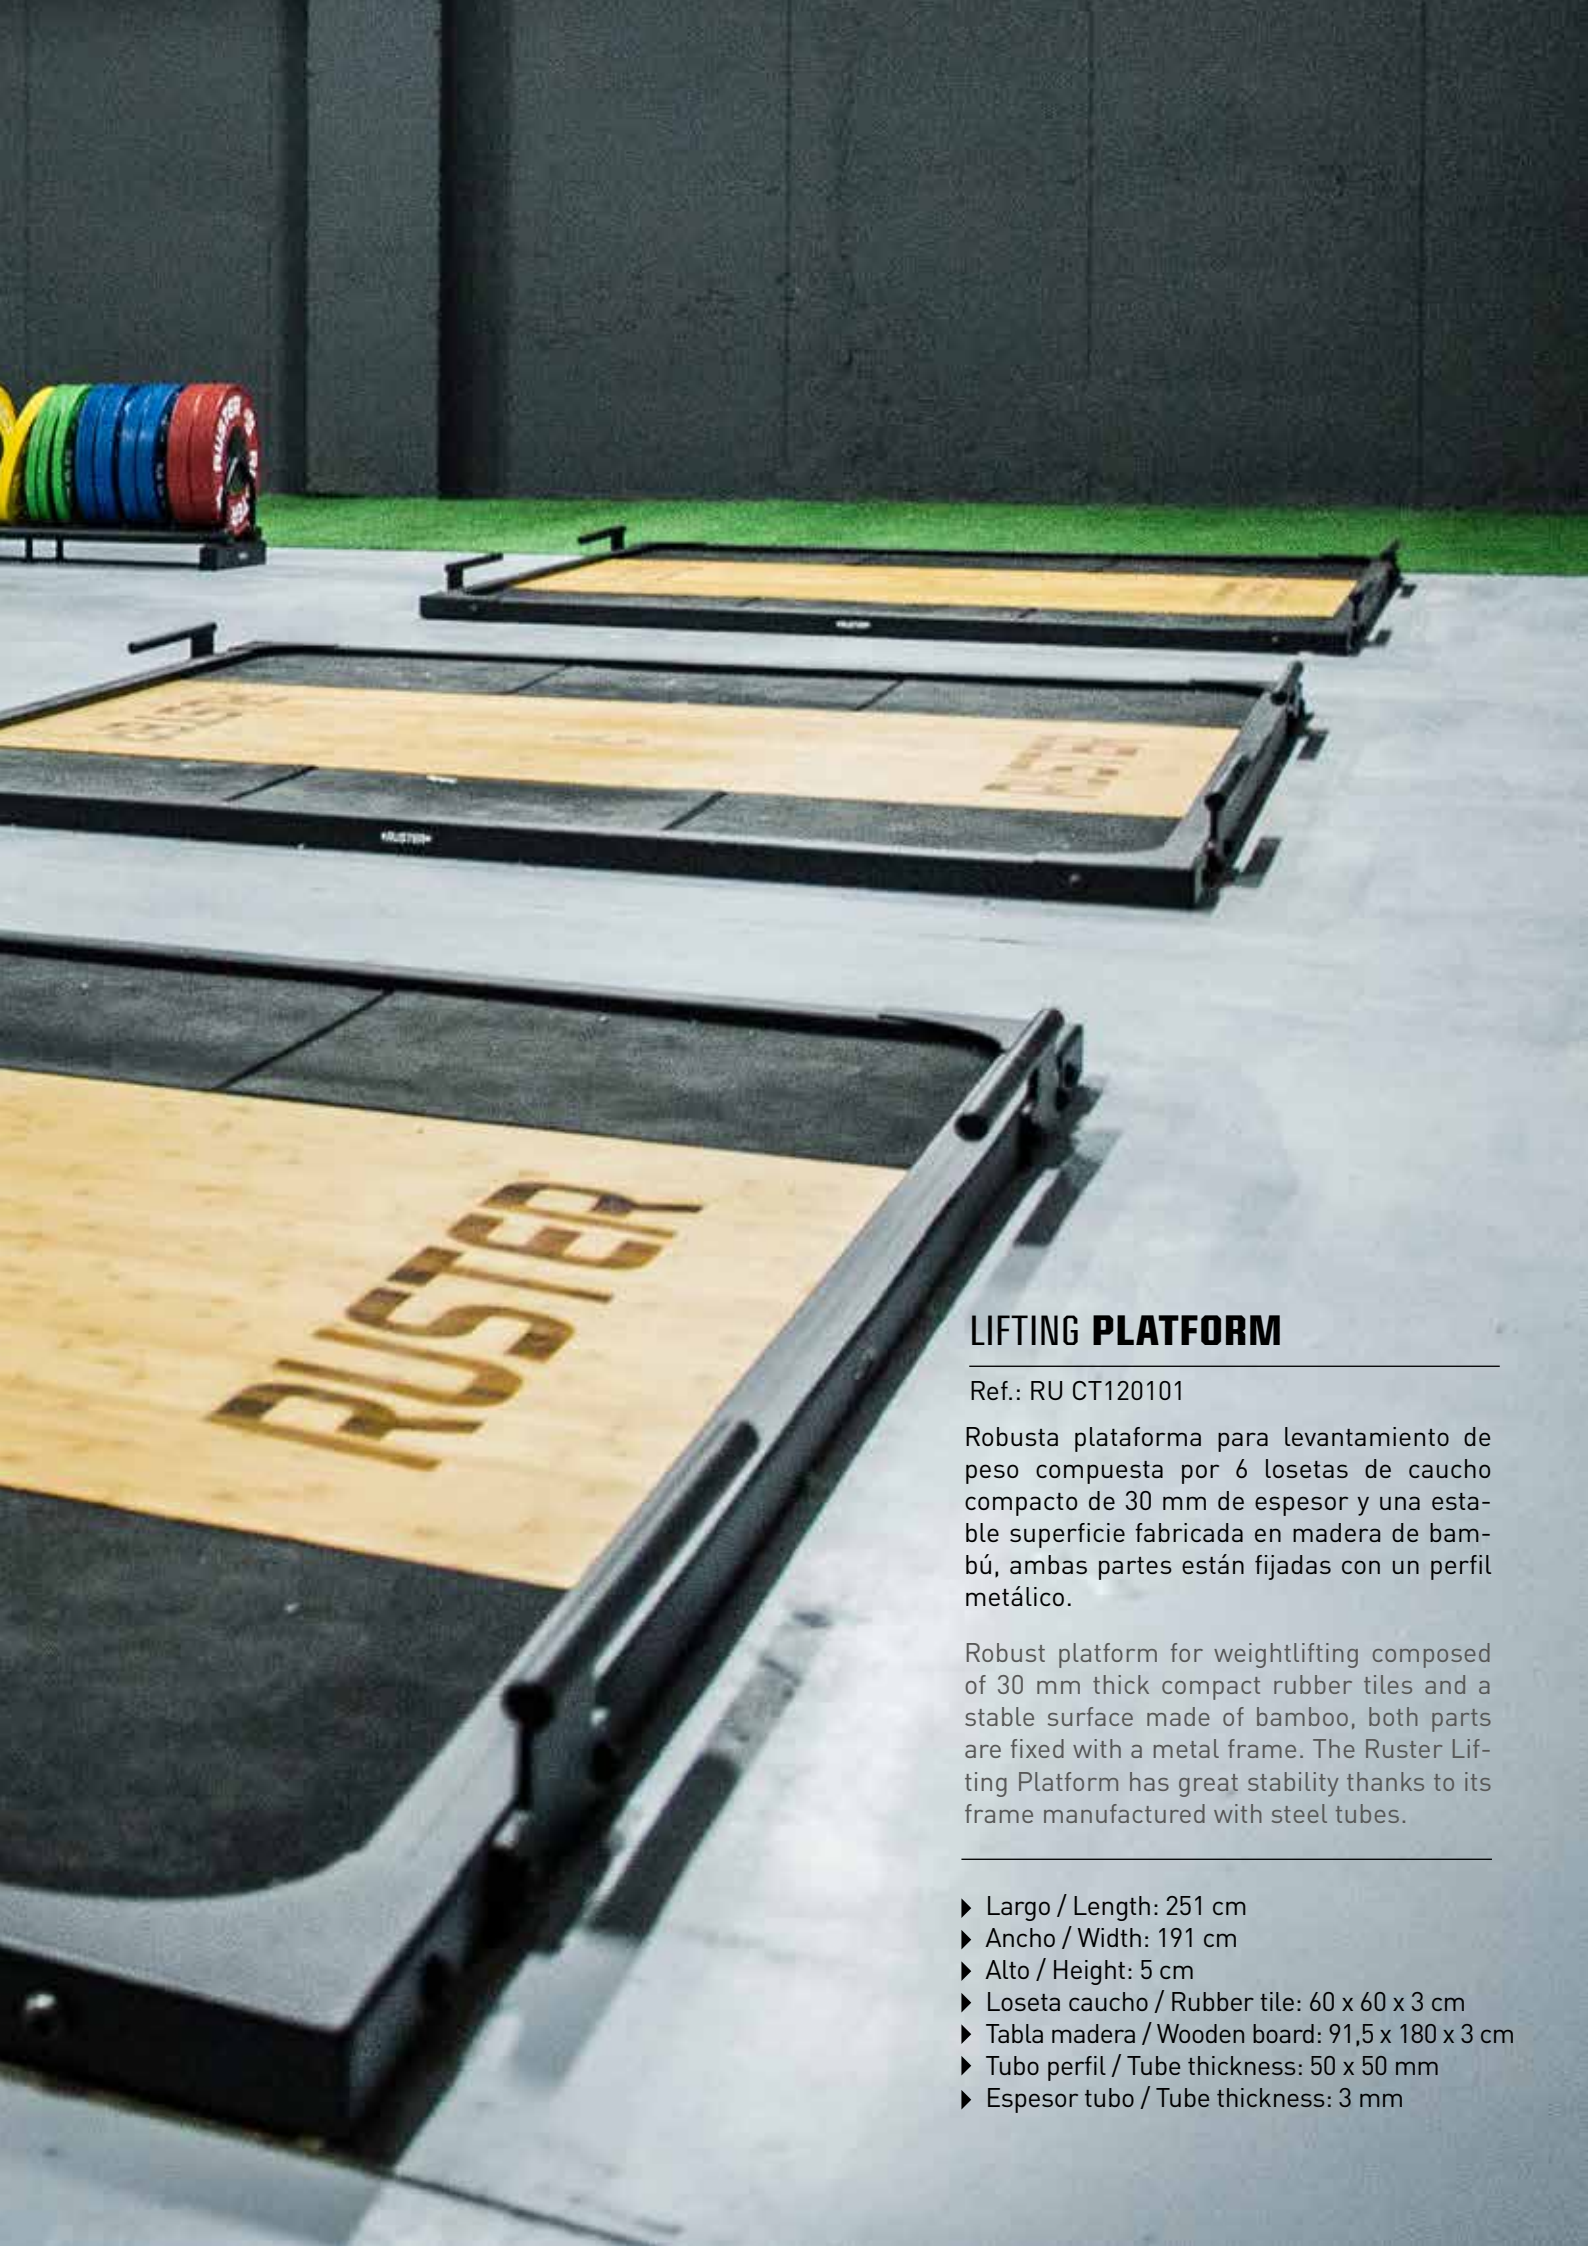 RUSTER
RUSTER
RUSTER
RUSTER
LIFTING PLATFORM
Ref.: RU CT120101
Robusta plataforma para levantamiento de
peso compuesta por 6 losetas de caucho
compacto de 30 mm de espesor y una esta-
ble superficie fabricada en madera de bam-
bú, ambas partes están fijadas con un perfil
metálico.
Robust platform for weightlifting composed
of 30 mm thick compact rubber tiles and a
stable surface made of bamboo, both parts
are fixed with a metal frame. The Ruster Lif-
ting Platform has great stability thanks to its
frame manufactured with steel tubes.
Largo / Length: 251 cm
Ancho / Width: 191 cm
Alto / Height: 5 cm
Loseta caucho / Rubber tile: 60 x 60 x 3 cm
Tabla madera / Wooden board: 91,5 x 180 x 3 cm
Tubo perfil / Tube thickness: 50 x 50 mm
Espesor tubo / Tube thickness: 3 mm